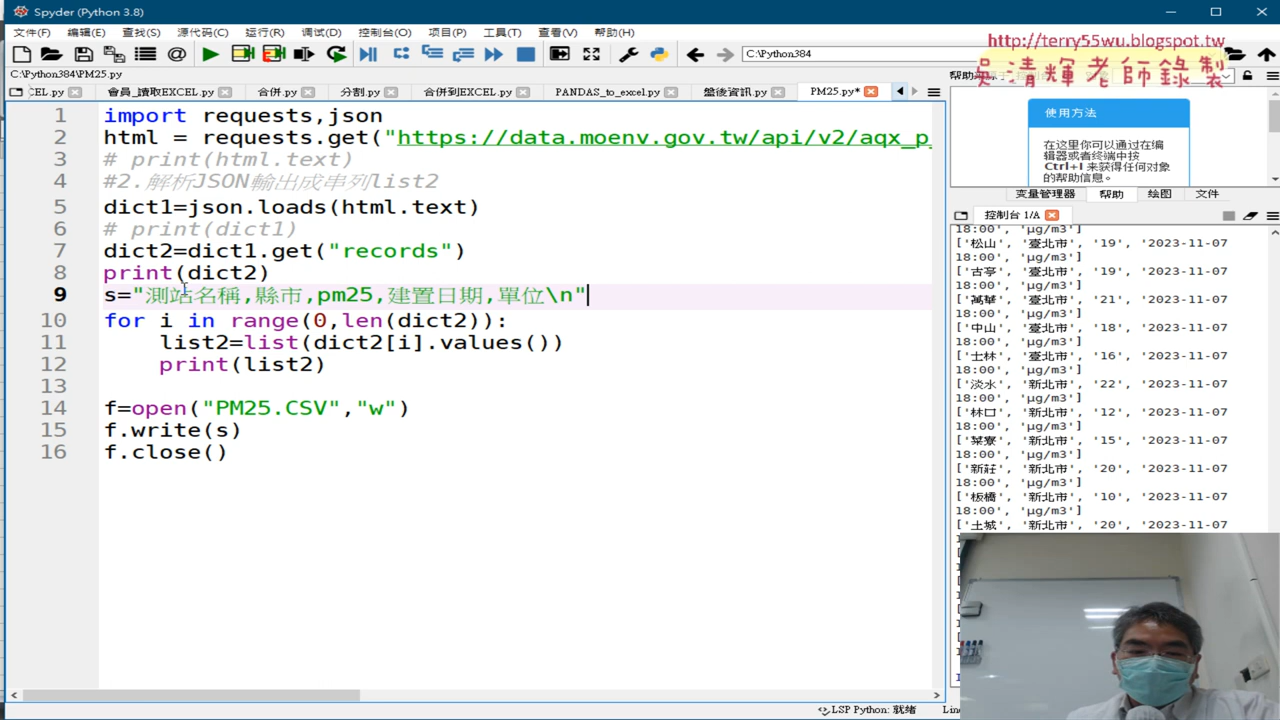 Spyder (Python 3.8)
文件(F) 编辑(E) 查找(S) 源代码(C) 运行(R) 调试(D) 控制台(O) 项目(P) 工具(T) 查看(V) 帮助(H)
http://terry55wu.blogspot.tw
吳清輝老師錄製
C:\Python384
C:\Python384\PM25.py
CEL.py 會員_讀取EXCEL.py 合併.py 分割.py 合併到EXCEL.py PANDAS_to_excel.py 盤後資訊.py PM25.py*
1 import requests,json
2 html = requests.get("https://data.moenv.gov.tw/api/v2/aqx_p_
3 # print(html.text)
4 #2.解析JSON輸出成串列list2
5 dict1=json.loads(html.text)
6 # print(dict1)
7 dict2=dict1.get("records")
8 print(dict2)
9 s="測站名稱,縣市,pm25,建置日期,單位\n"
10 for i in range(0,len(dict2)):
11 list2=list(dict2[i].values())
12 print(list2)
13
14 f=open("PM25.CSV","w")
15 f.write(s)
16 f.close()
使用方法
在这里你可以通过在编
辑器或者终端中按
Ctrl+I 来获得任何对象
的帮助信息。
变量管理器 帮助 绘图 文件
控制台 1/A
18:00', 'μg/m3']
['松山', '臺北市', '19', '2023-11-07
18:00', 'μg/m3']
['古亭', '臺北市', '19', '2023-11-07
18:00', 'μg/m3']
['萬華', '臺北市', '21', '2023-11-07
18:00', 'μg/m3']
['中山', '臺北市', '18', '2023-11-07
18:00', 'μg/m3']
['士林', '臺北市', '16', '2023-11-07
18:00', 'μg/m3']
['淡水', '新北市', '22', '2023-11-07
18:00', 'μg/m3']
['林口', '新北市', '12', '2023-11-07
18:00', 'μg/m3']
['菜寮', '新北市', '15', '2023-11-07
18:00', 'μg/m3']
['新莊', '新北市', '20', '2023-11-07
18:00', 'μg/m3']
['板橋', '新北市', '10', '2023-11-07
18:00', 'μg/m3']
['土城', '新北市', '20', '2023-11-07
LSP Python: 就绪